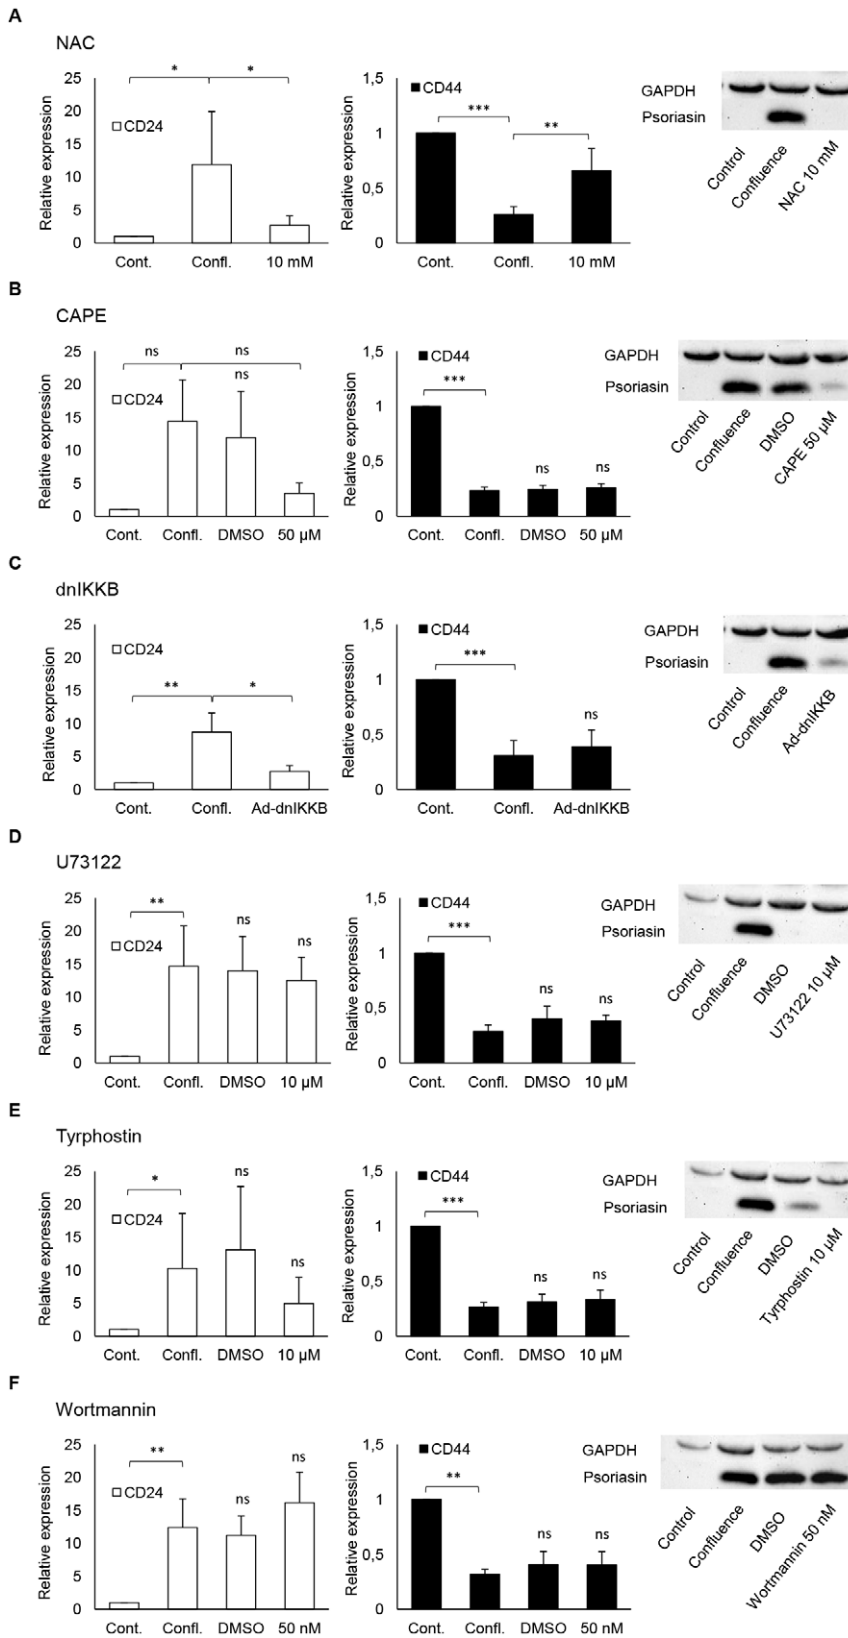 A
NAC
Relative expression
25
20
15
10
5
0
CD24
* *
Cont. Confl. 10 mM
Relative expression
1,5
1
0,5
0
CD44
*** **
Cont. Confl. 10 mM
GAPDH
Psoriasin
Control
Confluence
NAC 10 mM
B
CAPE
Relative expression
25
20
15
10
5
0
CD24
ns ns
ns
Cont. Confl. DMSO 50 µM
Relative expression
1,5
1
0,5
0
CD44
***
ns ns
Cont. Confl. DMSO 50 µM
GAPDH
Psoriasin
Control
Confluence
DMSO
CAPE 50 µM
C
dnIKKB
Relative expression
25
20
15
10
5
0
CD24
** *
Cont. Confl. Ad-dnIKKB
Relative expression
1,5
1
0,5
0
CD44
***
ns
Cont. Confl. Ad-dnIKKB
GAPDH
Psoriasin
Control
Confluence
Ad-dnIKKB
D
U73122
Relative expression
25
20
15
10
5
0
CD24
** ns ns
Cont. Confl. DMSO 10 µM
Relative expression
1,5
1
0,5
0
CD44
***
ns ns
Cont. Confl. DMSO 10 µM
GAPDH
Psoriasin
Control
Confluence
DMSO
U73122 10 µM
E
Tyrphostin
Relative expression
25
20
15
10
5
0
CD24
* ns
ns
Cont. Confl. DMSO 10 µM
Relative expression
1,5
1
0,5
0
CD44
***
ns ns
Cont. Confl. DMSO 10 µM
GAPDH
Psoriasin
Control
Confluence
DMSO
Tyrphostin 10 µM
F
Wortmannin
Relative expression
25
20
15
10
5
0
CD24
** ns ns
Cont. Confl. DMSO 50 nM
Relative expression
1,5
1
0,5
0
CD44
**
ns ns
Cont. Confl. DMSO 50 nM
GAPDH
Psoriasin
Control
Confluence
DMSO
Wortmannin 50 nM